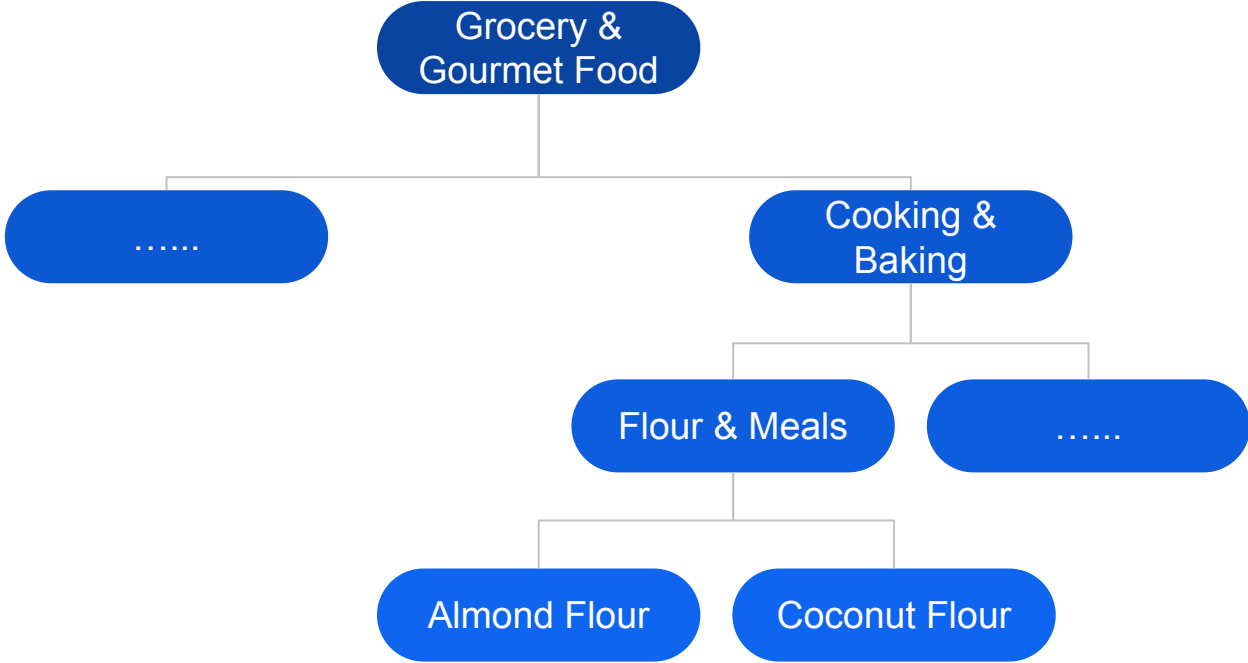 Grocery &
Gourmet Food
…...
Cooking &
Baking
Flour & Meals
…...
Almond Flour
Coconut Flour